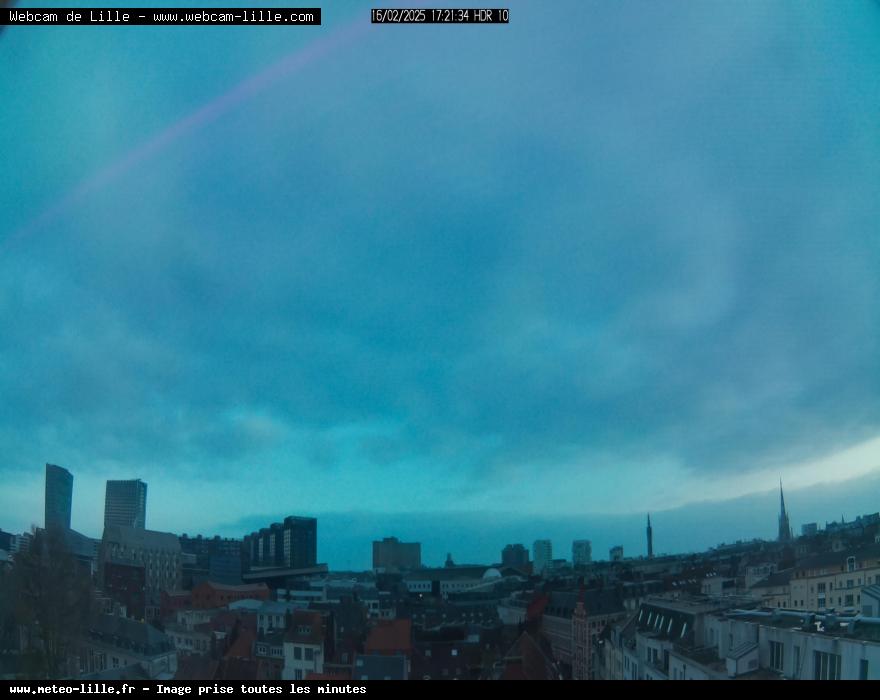 Webcam de Lille - www.webcam-lille.com
16/02/2025 17:21:34 HDR 10
www.meteo-lille.fr - Image prise toutes les minutes